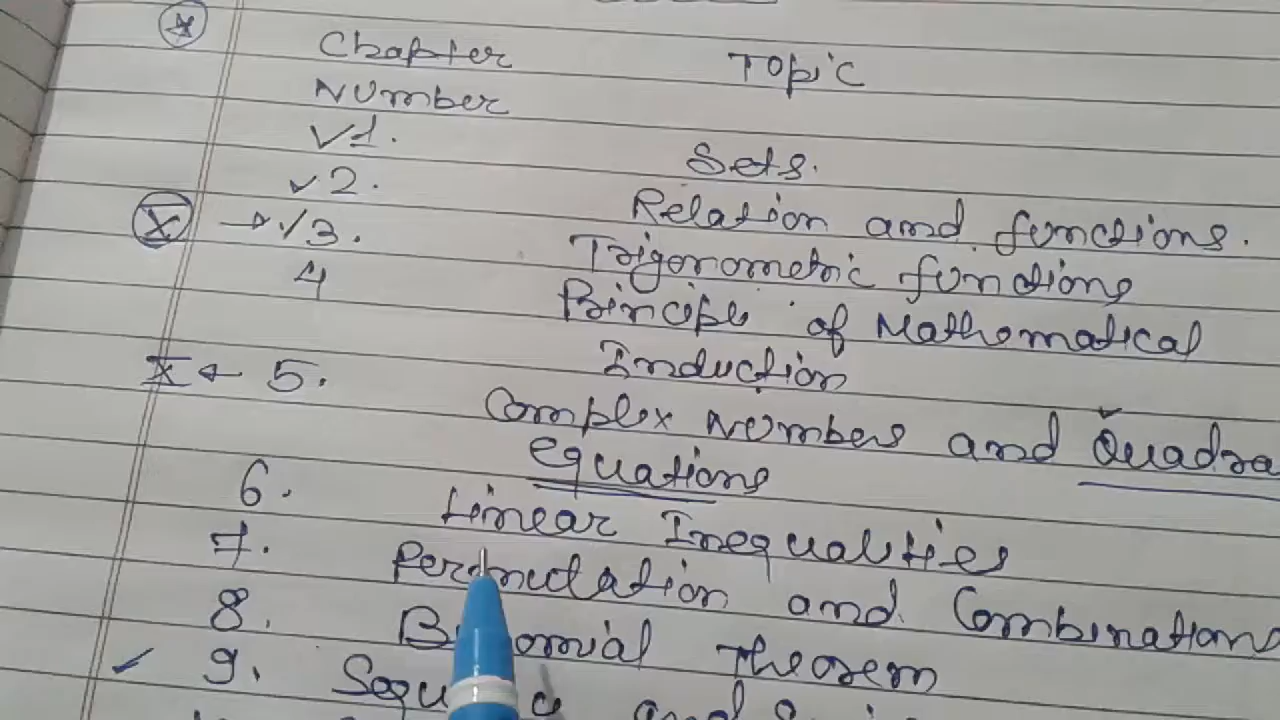 Chapter Topic
Number
✓1. Sets.
✓2. Relation and functions.
X → ✓3. Trigonometric functions
4 Principle of Mathematical
Induction
X ← 5. Complex Numbers and Quadra
equations
6. Linear Inequalities
7. Permutation and Combinations
8. Binomial Theorem
✓ 9. and